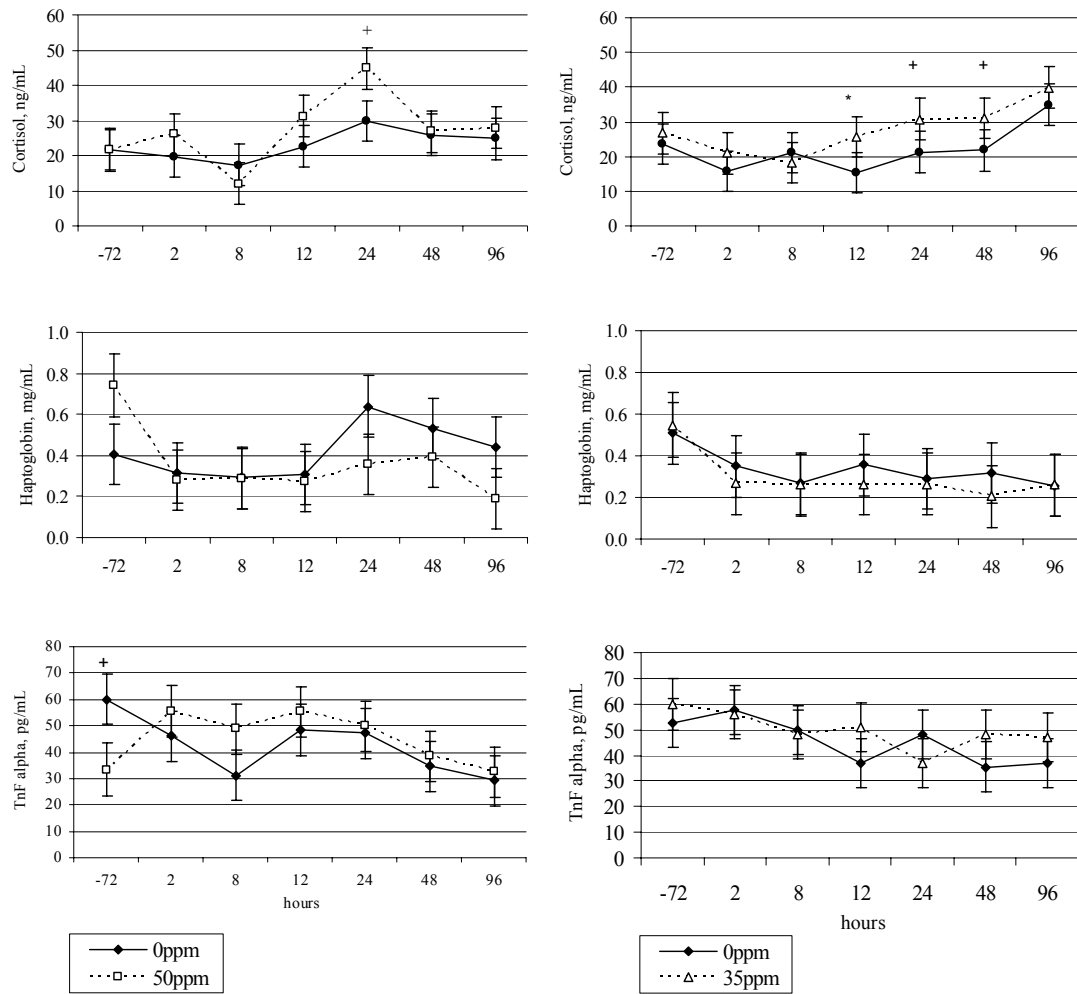 60
50
40
30
20
10
0
Cortisol, ng/mL
+
-72 2 8 12 24 48 96
60
50
40
30
20
10
0
Cortisol, ng/mL
* + +
-72 2 8 12 24 48 96
1.0
0.8
0.6
0.4
0.2
0.0
Haptoglobin, mg/mL
-72 2 8 12 24 48 96
1.0
0.8
0.6
0.4
0.2
0.0
Haptoglobin, mg/mL
-72 2 8 12 24 48 96
80
70
60
50
40
30
20
10
0
TnF alpha, pg/mL
+
-72 2 8 12 24 48 96
hours
80
70
60
50
40
30
20
10
0
TnF alpha, pg/mL
-72 2 8 12 24 48 96
hours
0ppm
50ppm
0ppm
35ppm